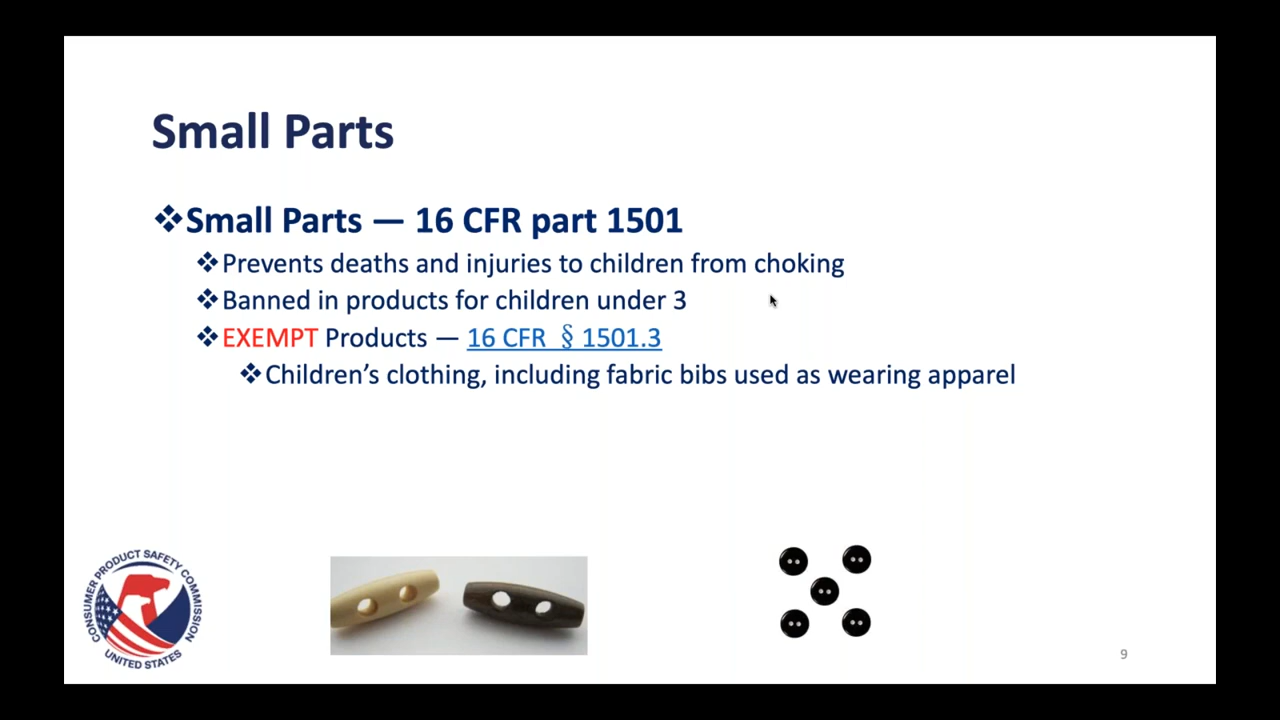 Small Parts
❖Small Parts — 16 CFR part 1501
❖Prevents deaths and injuries to children from choking
❖Banned in products for children under 3
❖EXEMPT Products — 16 CFR § 1501.3
❖Children’s clothing, including fabric bibs used as wearing apparel
CONSUMER PRODUCT SAFETY COMMISSION
UNITED STATES
9